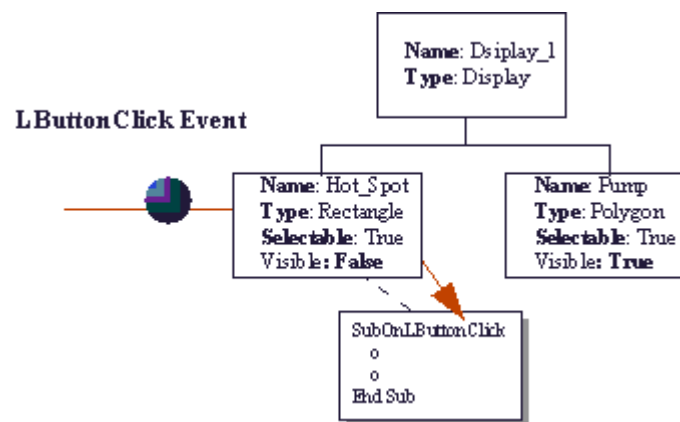 Name: Dsiplay_1
Type: Display
LButtonClick Event
Name: Hot_Spot
Type: Rectangle
Selectable: True
Visible: False
Name: Pump
Type: Polygon
Selectable: True
Visible: True
SubOnLButtonClick
o
o
End Sub